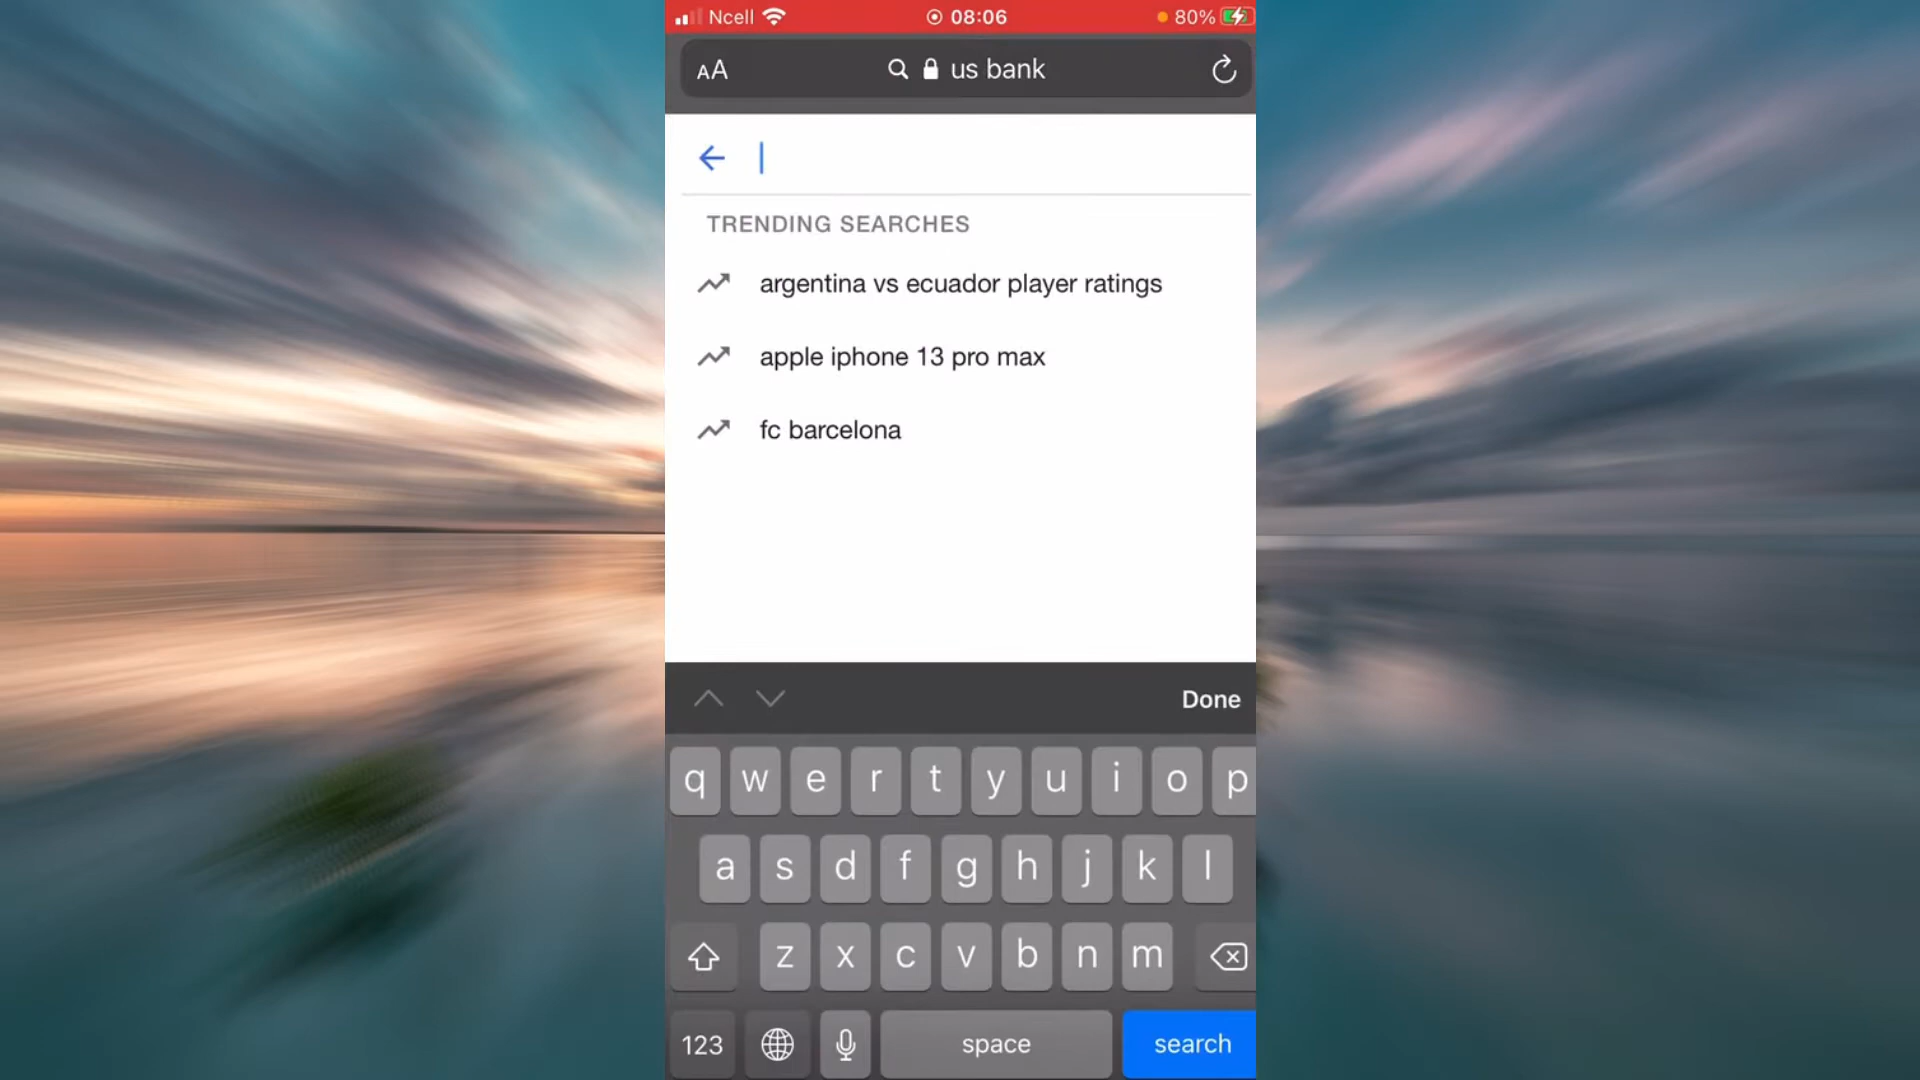 Ncell 08:06 80%
AA us bank
TRENDING SEARCHES
argentina vs ecuador player ratings
apple iphone 13 pro max
fc barcelona
Done
q w e r t y u i o p
a s d f g h j k l
z x c v b n m
123 space search